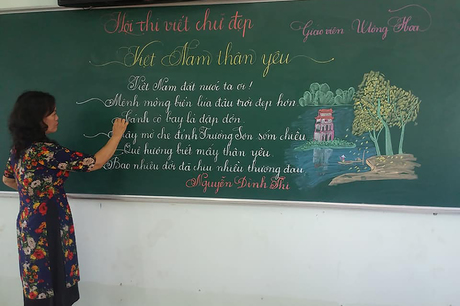 Hội thi viết chữ đẹp
Giáo viên Hoa
Việt Nam thân yêu
Việt Nam đất nước ta ơi!
Mênh mông biển lúa đâu trời đẹp hơn
Cánh cò bay lả dập dờn
Mây mờ che đỉnh Trường Sơn sớm chiều
Quê hương biết mấy thân yêu
Bao nhiêu đời đã chịu nhiều thương đau
Nguyễn Đình Thi